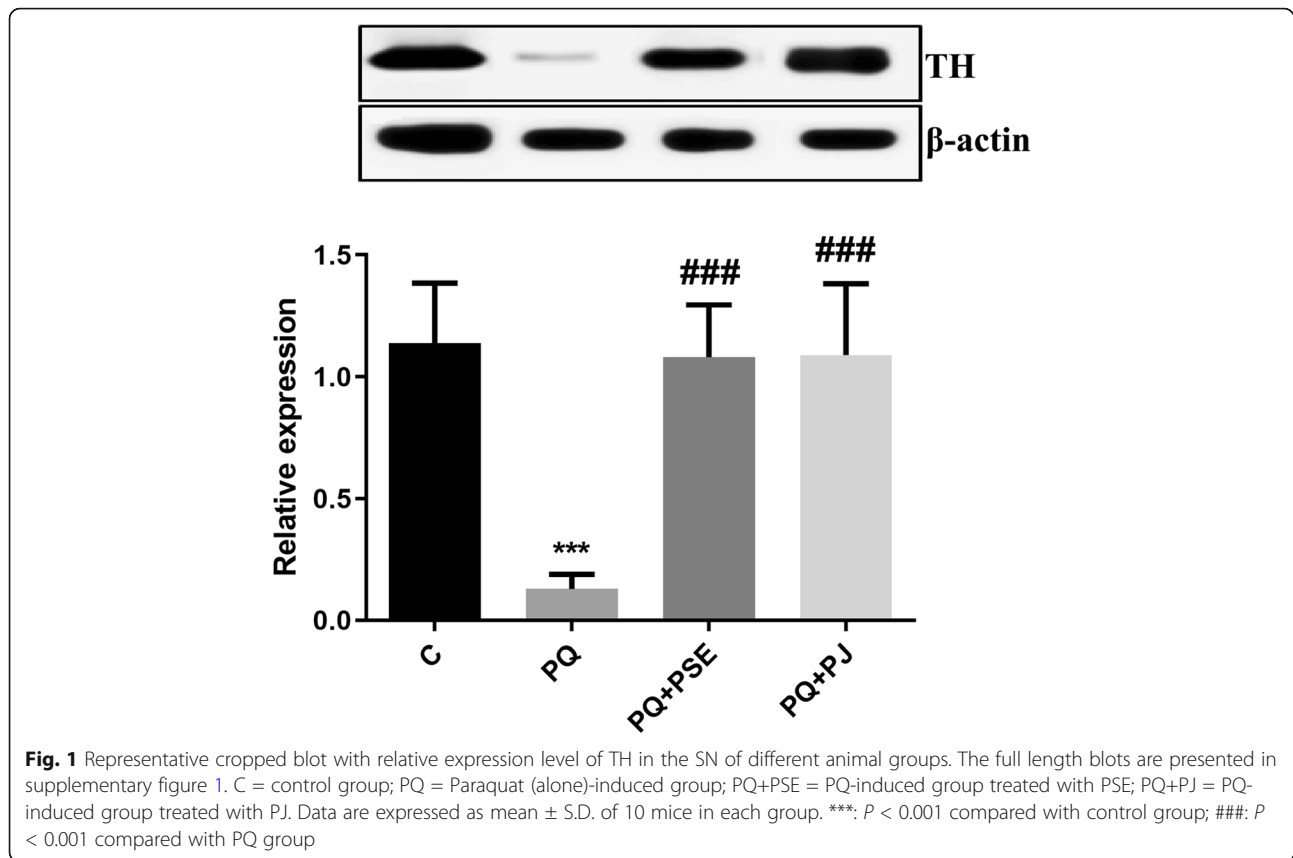 TH
β-actin
### ###
1.5
1.0
0.5
0.0
Relative expression
***
C PQ PQ+PSE PQ+PJ
Fig. 1 Representative cropped blot with relative expression level of TH in the SN of different animal groups. The full length blots are presented in
supplementary figure 1. C = control group; PQ = Paraquat (alone)-induced group; PQ+PSE = PQ-induced group treated with PSE; PQ+PJ = PQ-
induced group treated with PJ. Data are expressed as mean ± S.D. of 10 mice in each group. ***: P < 0.001 compared with control group; ###: P
< 0.001 compared with PQ group